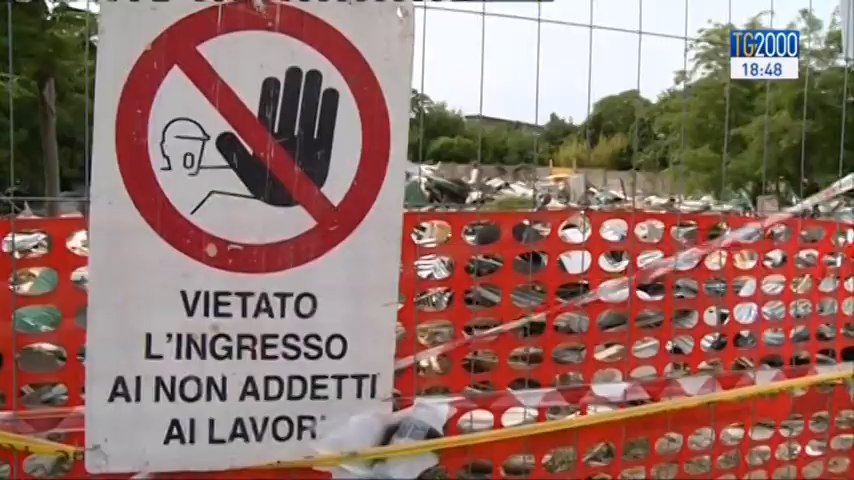 TG2000
18:48
VIETATO
L'INGRESSO
AI NON ADDETTI
AI LAVORI